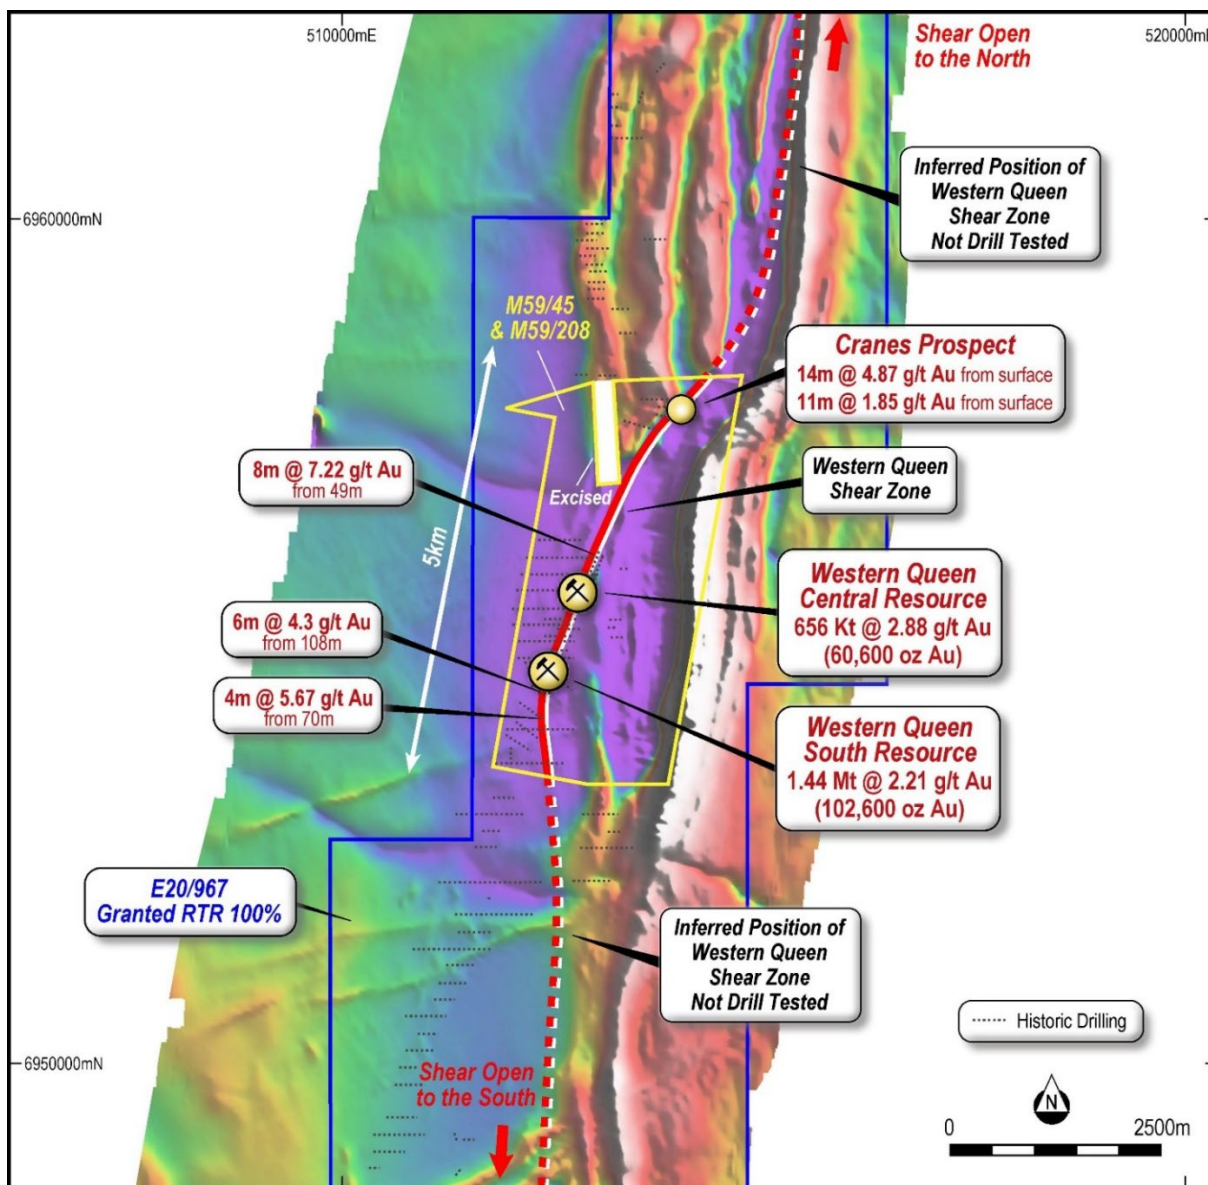 510000mE
520000mE
Shear Open
to the North
Inferred Position of
Western Queen
Shear Zone
Not Drill Tested
6960000mN
M59/45
& M59/208
Cranes Prospect
14m @ 4.87 g/t Au from surface
11m @ 1.85 g/t Au from surface
8m @ 7.22 g/t Au
from 49m
Excised
Western Queen
Shear Zone
5km
Western Queen
Central Resource
656 Kt @ 2.88 g/t Au
(60,600 oz Au)
6m @ 4.3 g/t Au
from 108m
4m @ 5.67 g/t Au
from 70m
Western Queen
South Resource
1.44 Mt @ 2.21 g/t Au
(102,600 oz Au)
E20/967
Granted RTR 100%
Inferred Position of
Western Queen
Shear Zone
Not Drill Tested
Historic Drilling
6950000mN
Shear Open
to the South
N
0 2500m